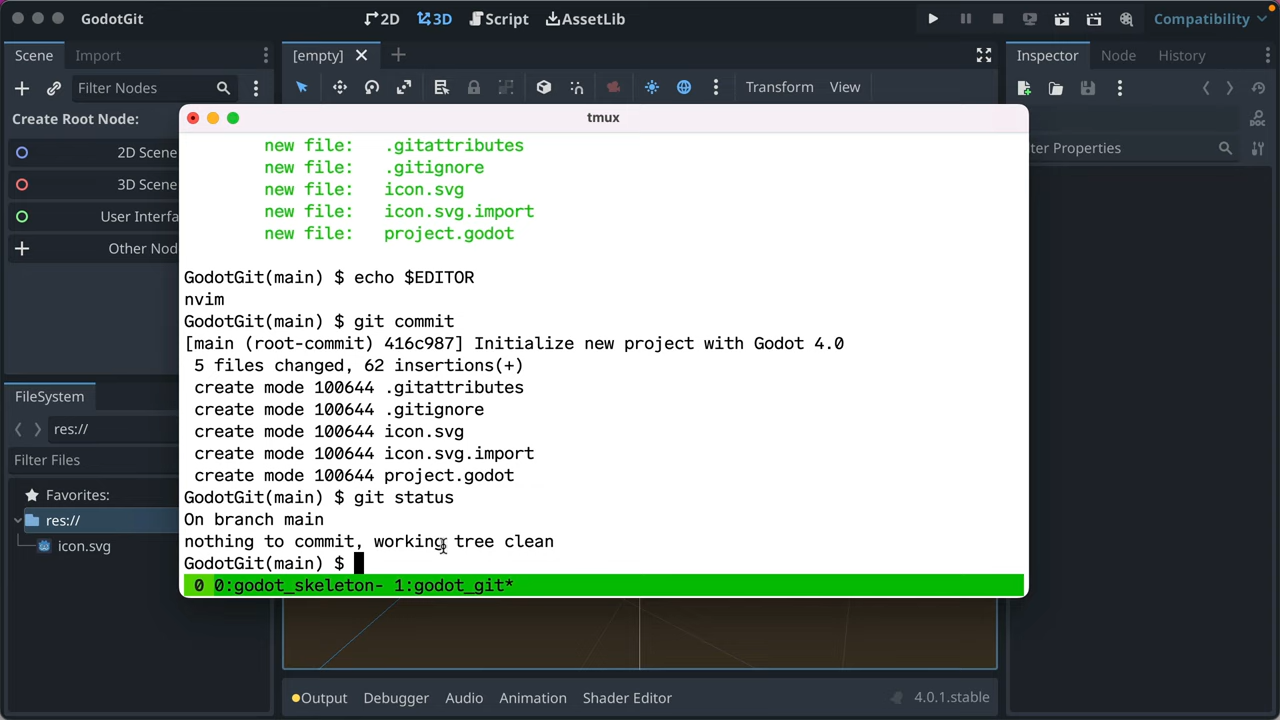 GodotGit
2D
3D
Script
AssetLib
Compatibility
Scene
Import
[empty]
Inspector
Node
History
Filter Nodes
Transform
View
Create Root Node:
2D Scene
3D Scene
User Interfa
Other Nod
ter Properties
DOC
tmux
new file:   .gitattributes
new file:   .gitignore
new file:   icon.svg
new file:   icon.svg.import
new file:   project.godot
GodotGit(main) $ echo $EDITOR
nvim
GodotGit(main) $ git commit
[main (root-commit) 416c987] Initialize new project with Godot 4.0
5 files changed, 62 insertions(+)
create mode 100644 .gitattributes
create mode 100644 .gitignore
create mode 100644 icon.svg
create mode 100644 icon.svg.import
create mode 100644 project.godot
GodotGit(main) $ git status
On branch main
nothing to commit, working tree clean
GodotGit(main) $
0 0:godot_skeleton- 1:godot_git*
FileSystem
res://
Filter Files
Favorites:
res://
icon.svg
Output
Debugger
Audio
Animation
Shader Editor
4.0.1.stable